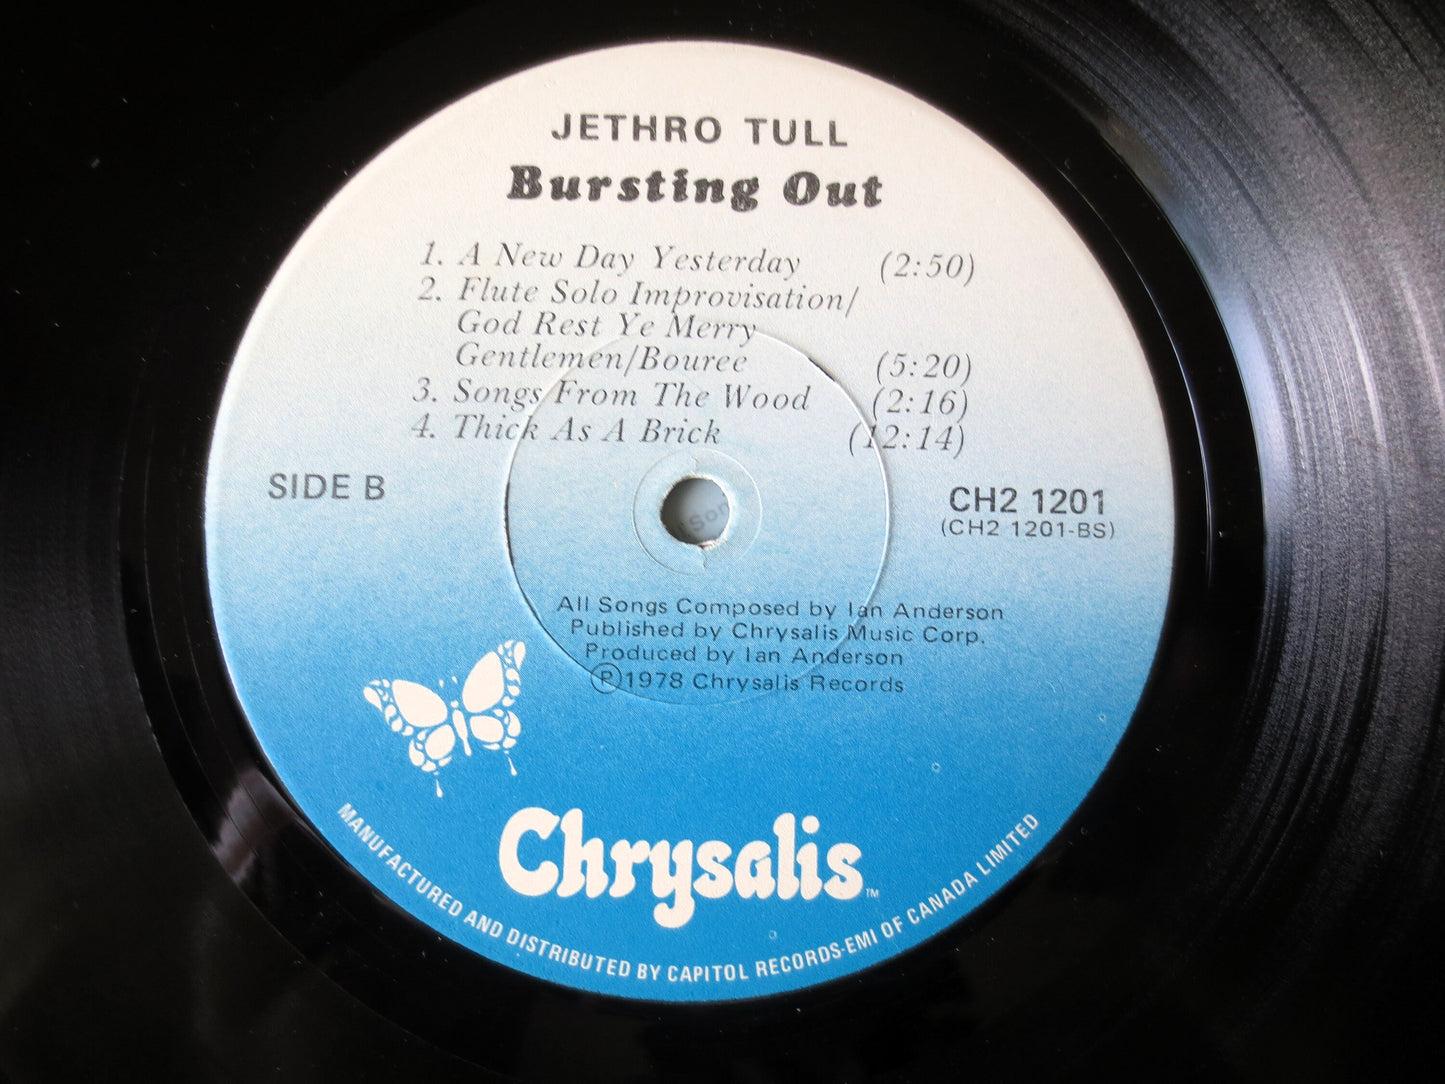 JETHRO TULL
Bursting Out
1. A New Day Yesterday (2:50)
2. Flute Solo Improvisation/
God Rest Ye Merry
Gentlemen/Bouree (5:20)
3. Songs From The Wood (2:16)
4. Thick As A Brick (12:14)
SIDE B
CH2 1201
(CH2 1201-BS)
All Songs Composed by Ian Anderson
Published by Chrysalis Music Corp.
Produced by Ian Anderson
Ⓟ1978 Chrysalis Records
Chrysalis™
MANUFACTURED AND DISTRIBUTED BY CAPITOL RECORDS-EMI OF CANADA LIMITED